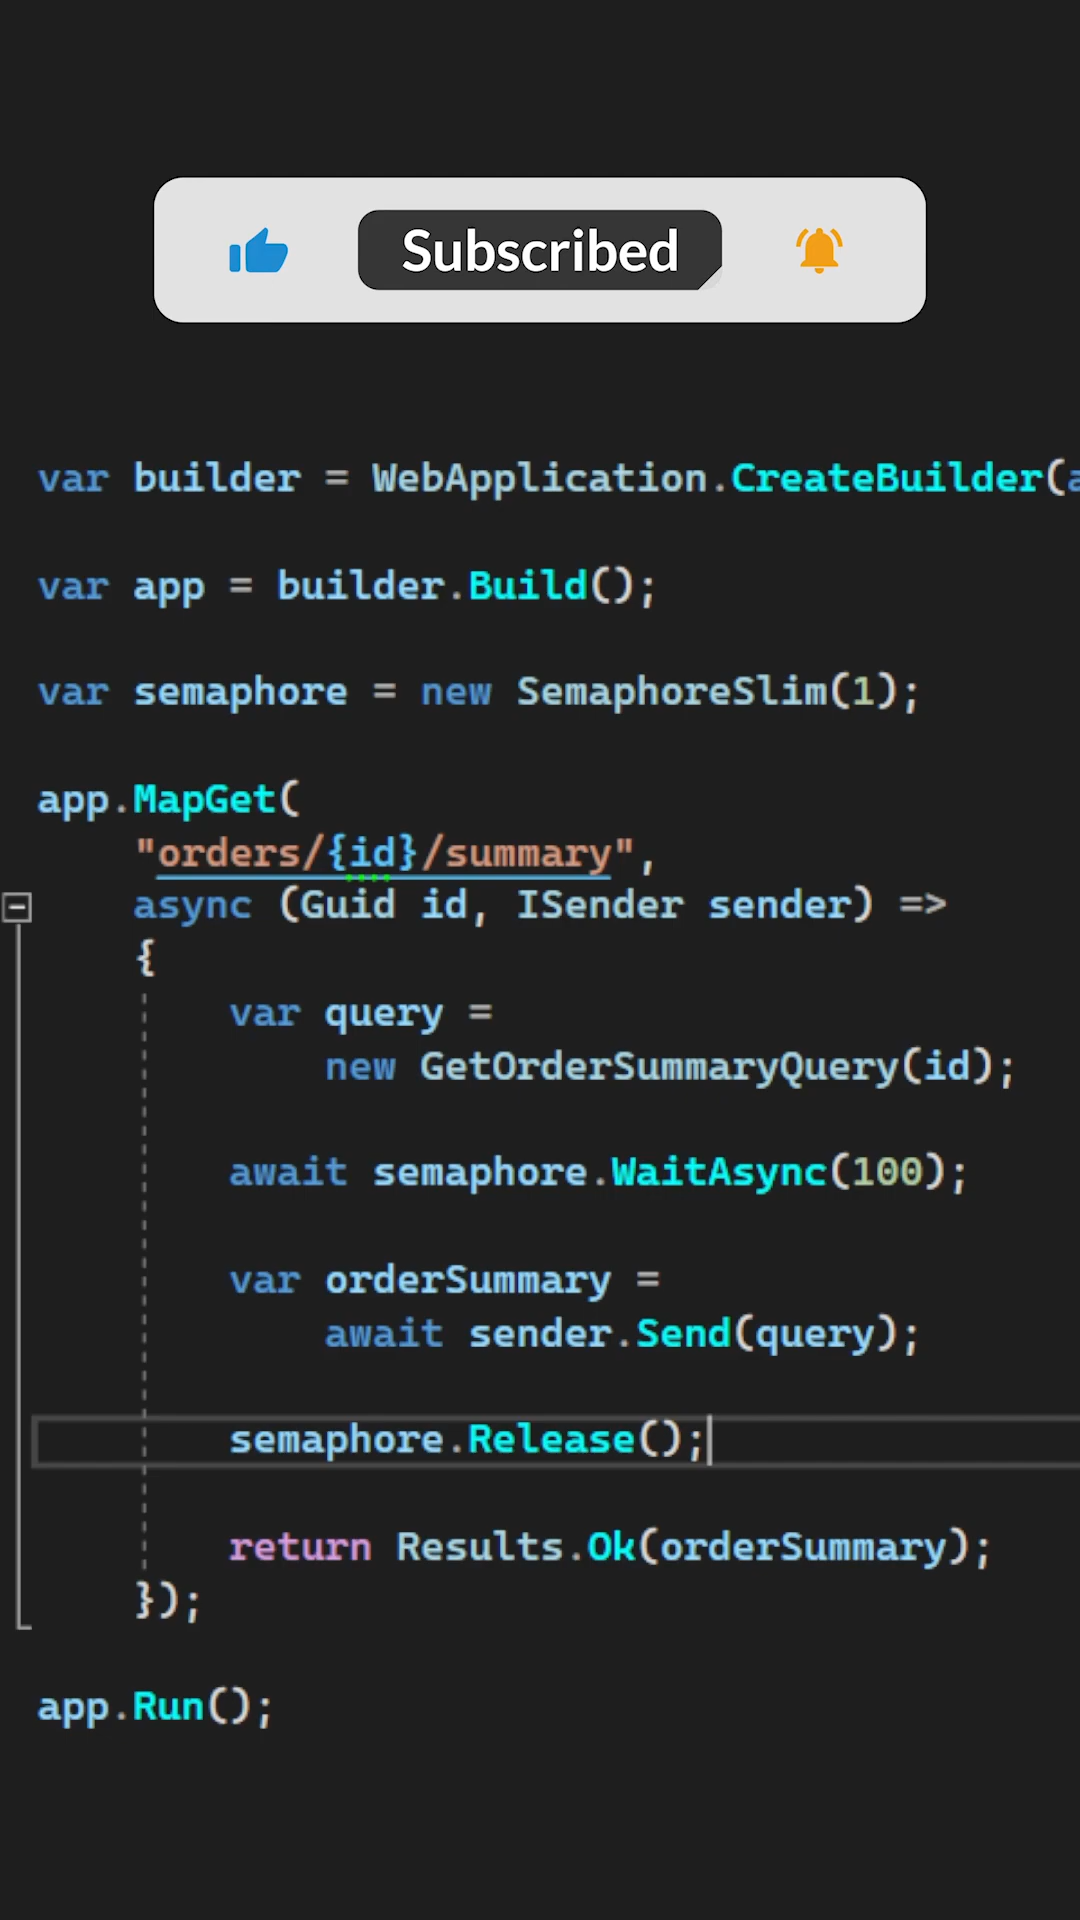 Subscribed
var builder = WebApplication.CreateBuilder(a
var app = builder.Build();
var semaphore = new SemaphoreSlim(1);
app.MapGet(
"orders/{id}/summary",
async (Guid id, ISender sender) =>
{
var query =
new GetOrderSummaryQuery(id);
await semaphore.WaitAsync(100);
var orderSummary =
await sender.Send(query);
semaphore.Release();
return Results.Ok(orderSummary);
});
app.Run();